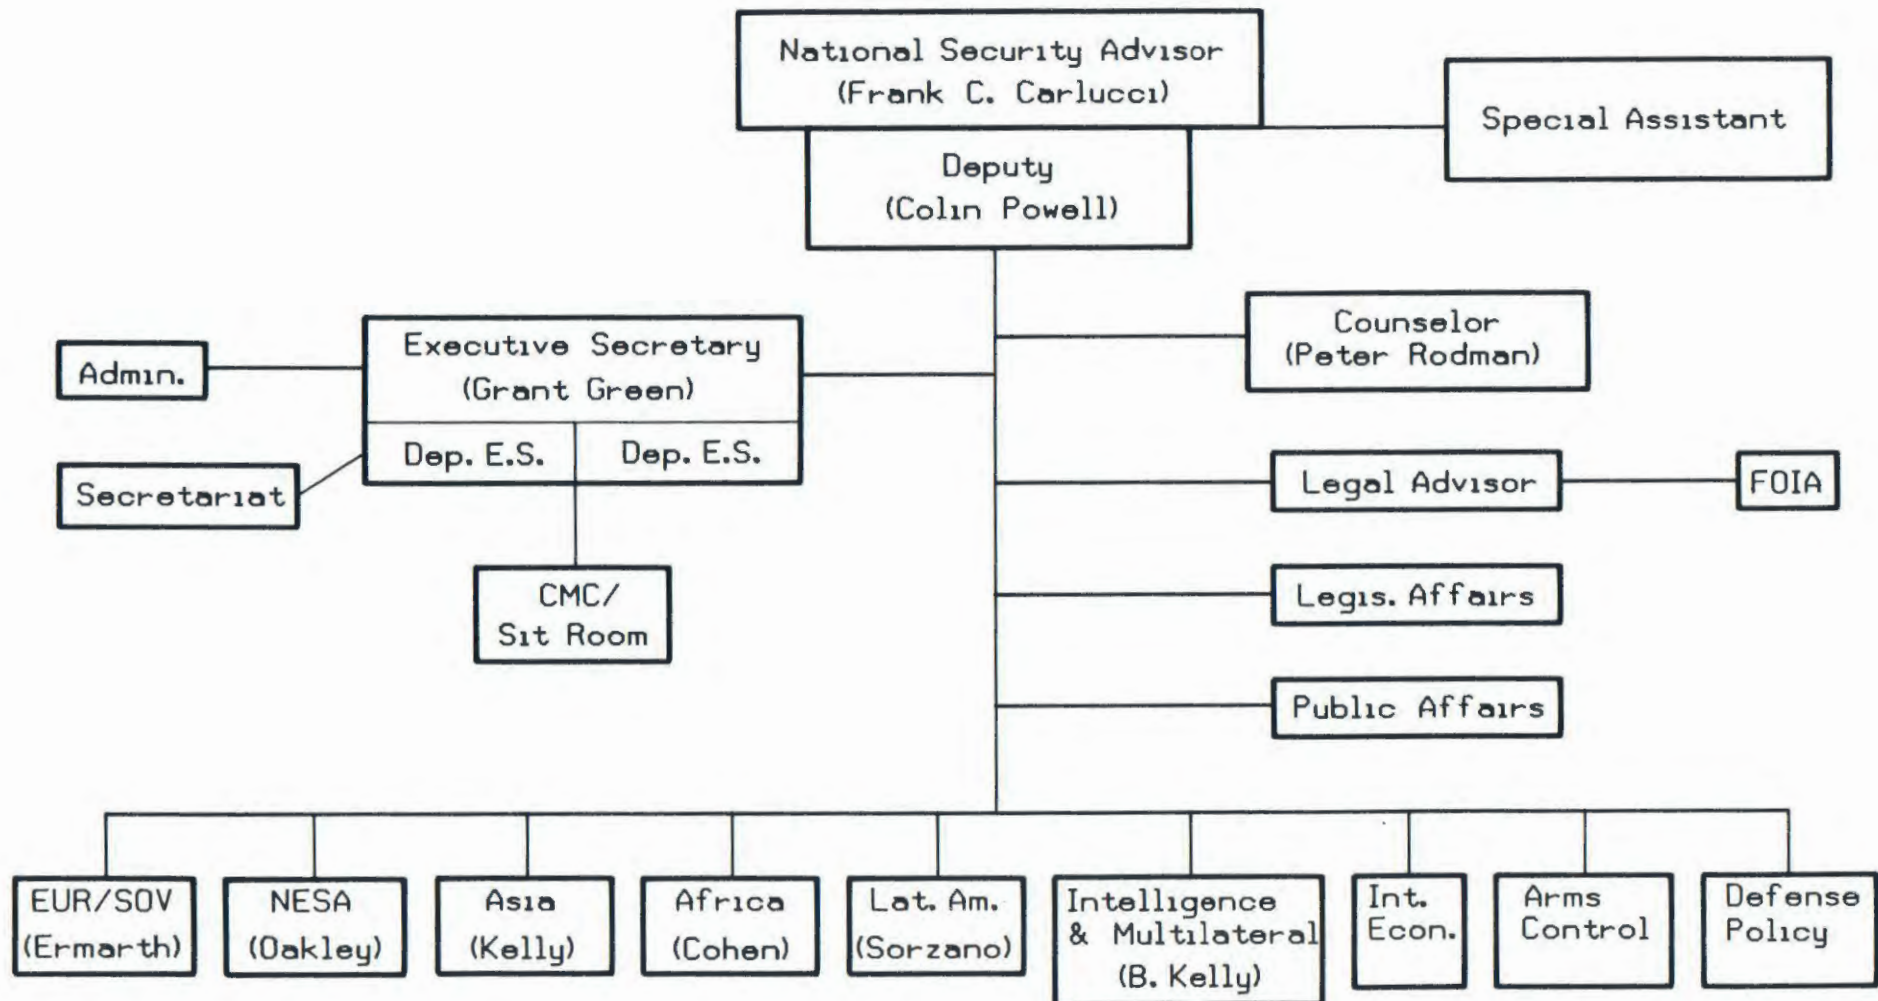 National Security Advisor
(Frank C. Carlucci)
Special Assistant
Deputy
(Colin Powell)
Counselor
(Peter Rodman)
Executive Secretary
(Grant Green)
Admin.
Dep. E.S.
Dep. E.S.
Secretariat
Legal Advisor
FOIA
CMC/
Sit Room
Legis. Affairs
Public Affairs
EUR/SOV
(Ermarth)
NESA
(Oakley)
Asia
(Kelly)
Africa
(Cohen)
Lat. Am.
(Sorzano)
Intelligence
& Multilateral
(B. Kelly)
Int.
Econ.
Arms
Control
Defense
Policy